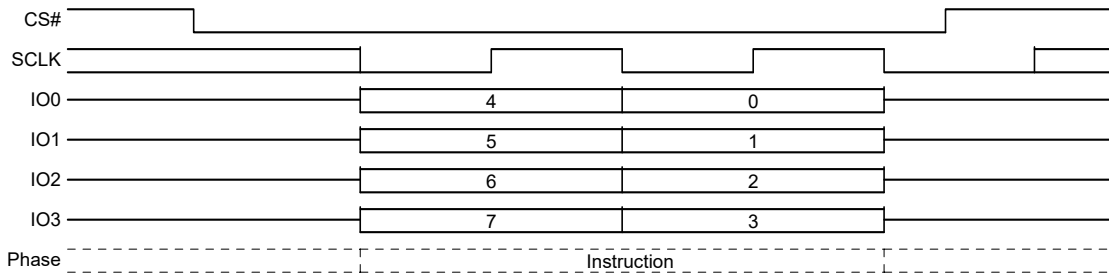 CS#
SCLK
IO0 4 0
IO1 5 1
IO2 6 2
IO3 7 3
Phase Instruction